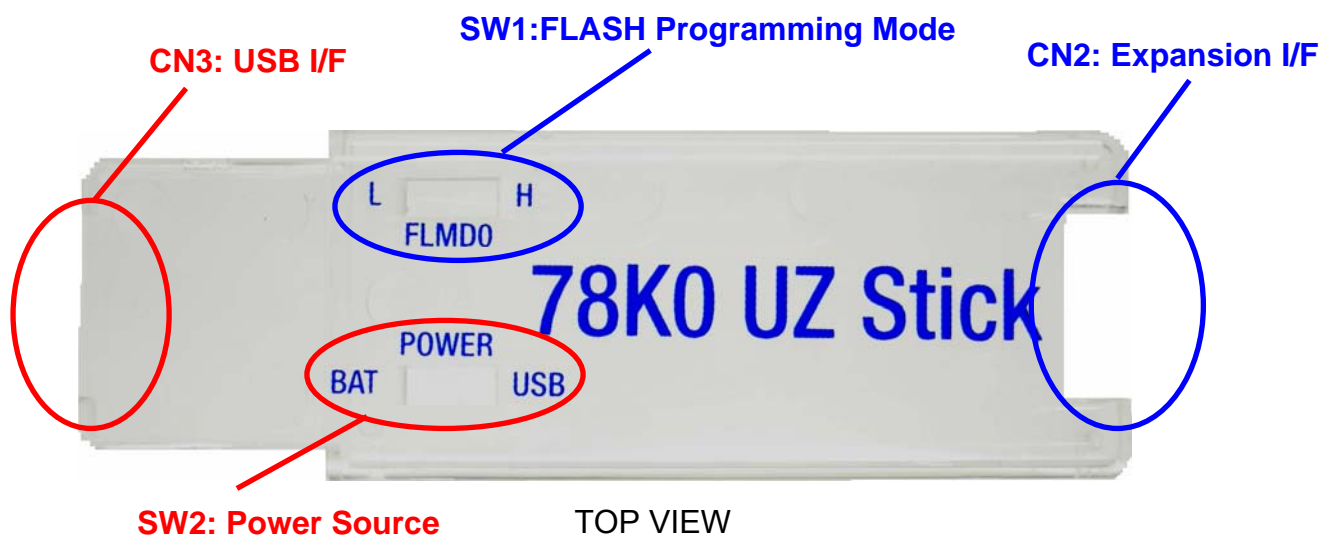 SW1:FLASH Programming Mode
CN3: USB I/F
CN2: Expansion I/F
L H
FLMD0
78K0 UZ Stick
POWER
BAT USB
SW2: Power Source
TOP VIEW